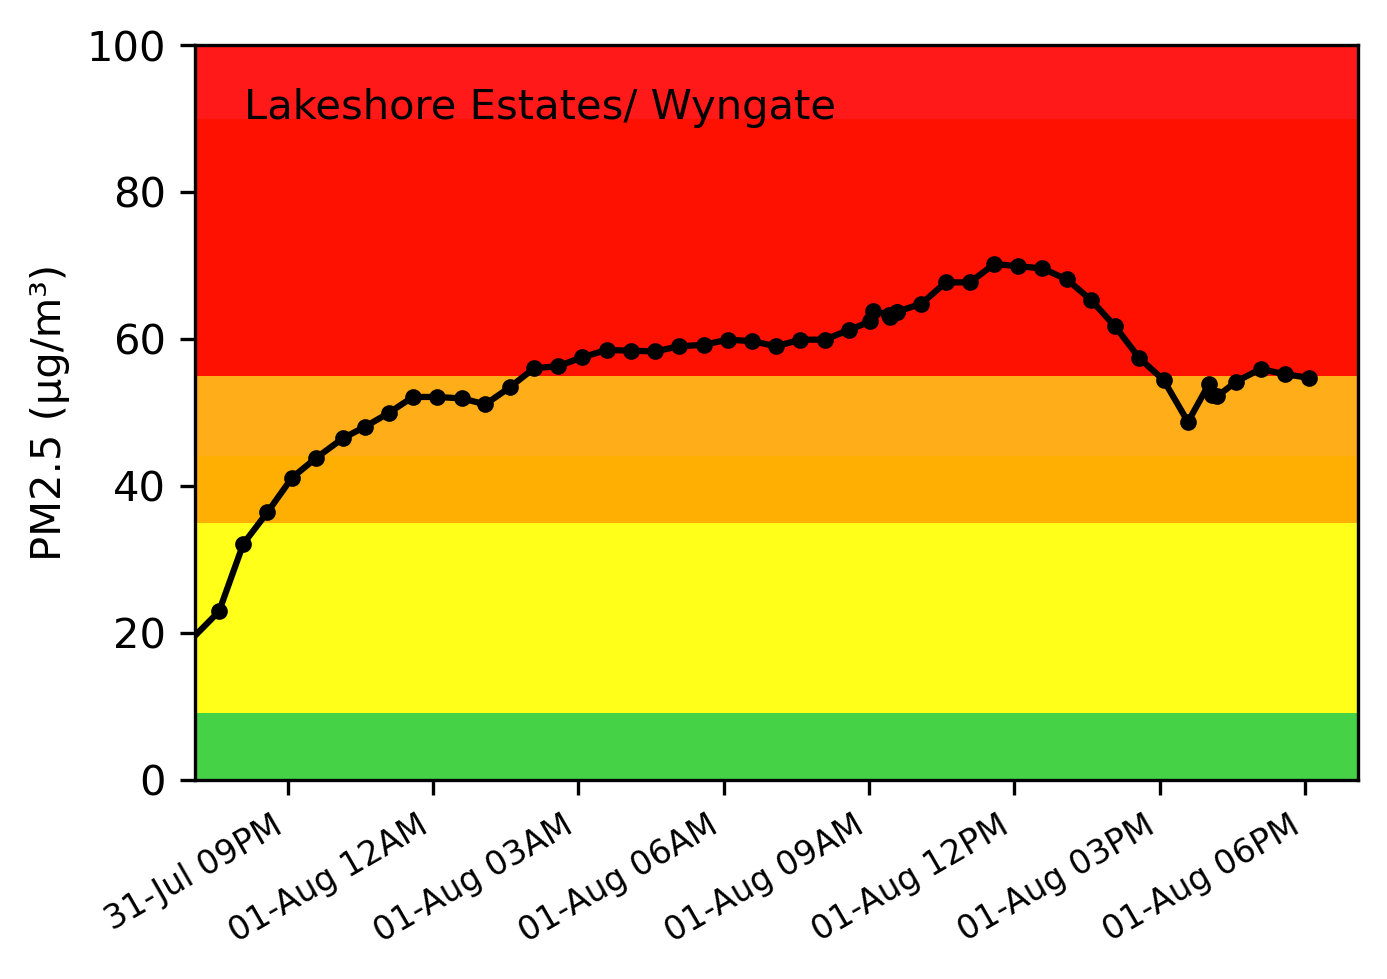 100
Lakeshore Estates/ Wyngate
80
60
40
20
0
PM2.5 (µg/m³)
31-Jul 09PM
01-Aug 12AM
01-Aug 03AM
01-Aug 06AM
01-Aug 09AM
01-Aug 12PM
01-Aug 03PM
01-Aug 06PM